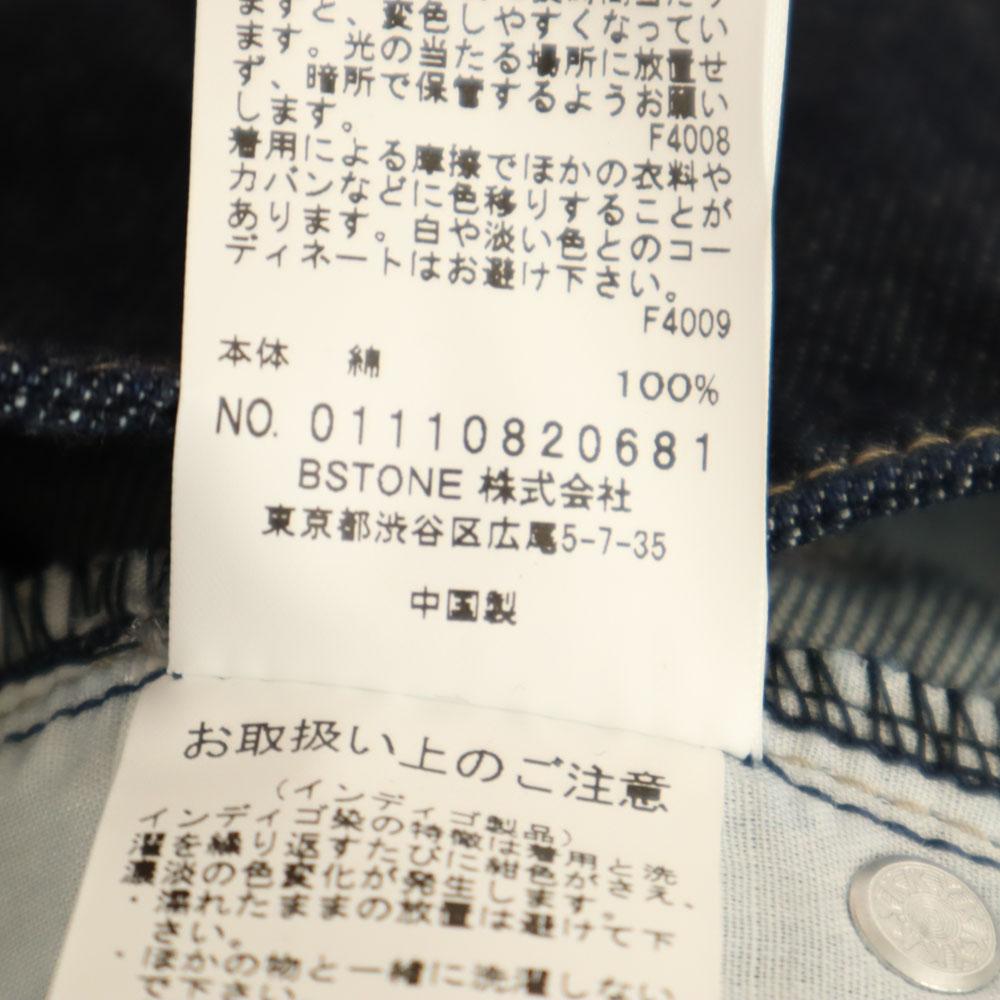 ますと、変色しやすくなってい
ます。光の当たる場所に放置せ
ず、暗所で保管するようお願い
します。
F4008
着用による摩擦でほかの衣料や
カバンなどに色移りすることが
あります。白や淡い色とのコー
ディネートはお避け下さい。
F4009
本体 綿 100%
NO. 01110820681
BSTONE 株式会社
東京都渋谷区広尾5-7-35
中国製
お取扱い上のご注意
(インディゴ製品)
インディゴ染の特徴は着用と洗
濯を繰り返すたびに紺色がさえ、
濃淡の色変化が発生します。
・濡れたままの放置は避けて下
さい。
・ほかの物と一緒に洗濯しない
で下さい。